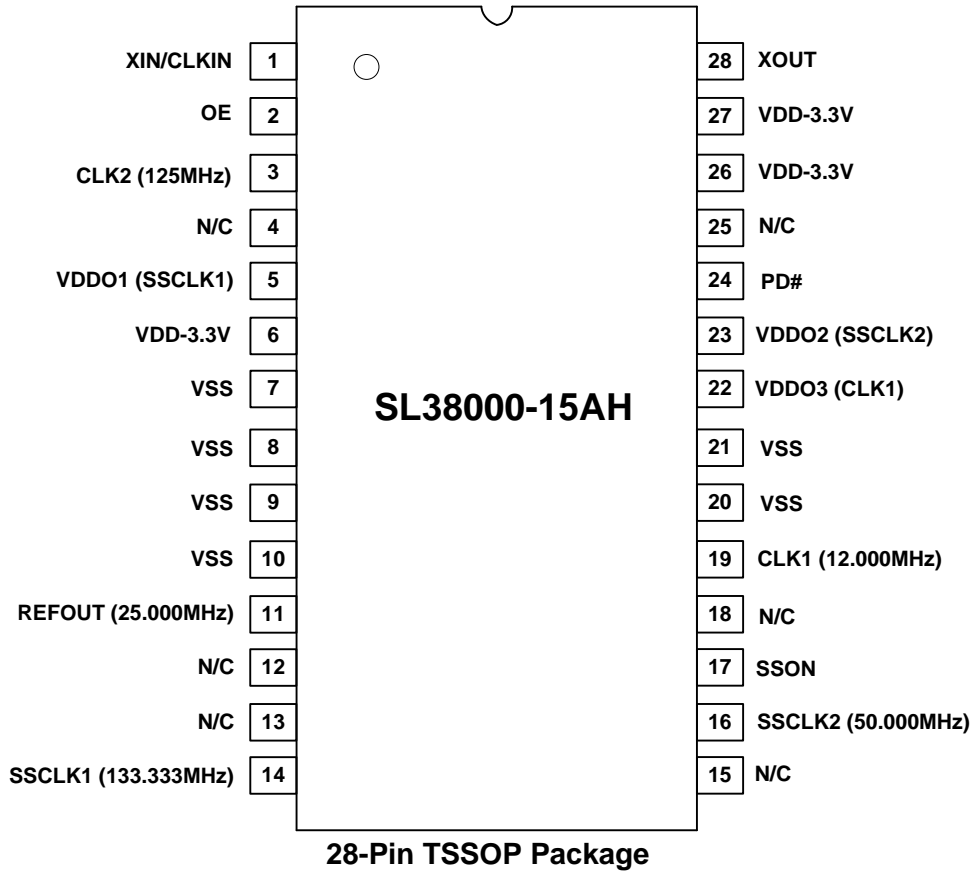 XIN/CLKIN 1
OE 2
CLK2 (125MHz) 3
N/C 4
VDDO1 (SSCLK1) 5
VDD-3.3V 6
VSS 7
VSS 8
VSS 9
VSS 10
REFOUT (25.000MHz) 11
N/C 12
N/C 13
SSCLK1 (133.333MHz) 14
SL38000-15AH
28 XOUT
27 VDD-3.3V
26 VDD-3.3V
25 N/C
24 PD#
23 VDDO2 (SSCLK2)
22 VDDO3 (CLK1)
21 VSS
20 VSS
19 CLK1 (12.000MHz)
18 N/C
17 SSON
16 SSCLK2 (50.000MHz)
15 N/C
28-Pin TSSOP Package